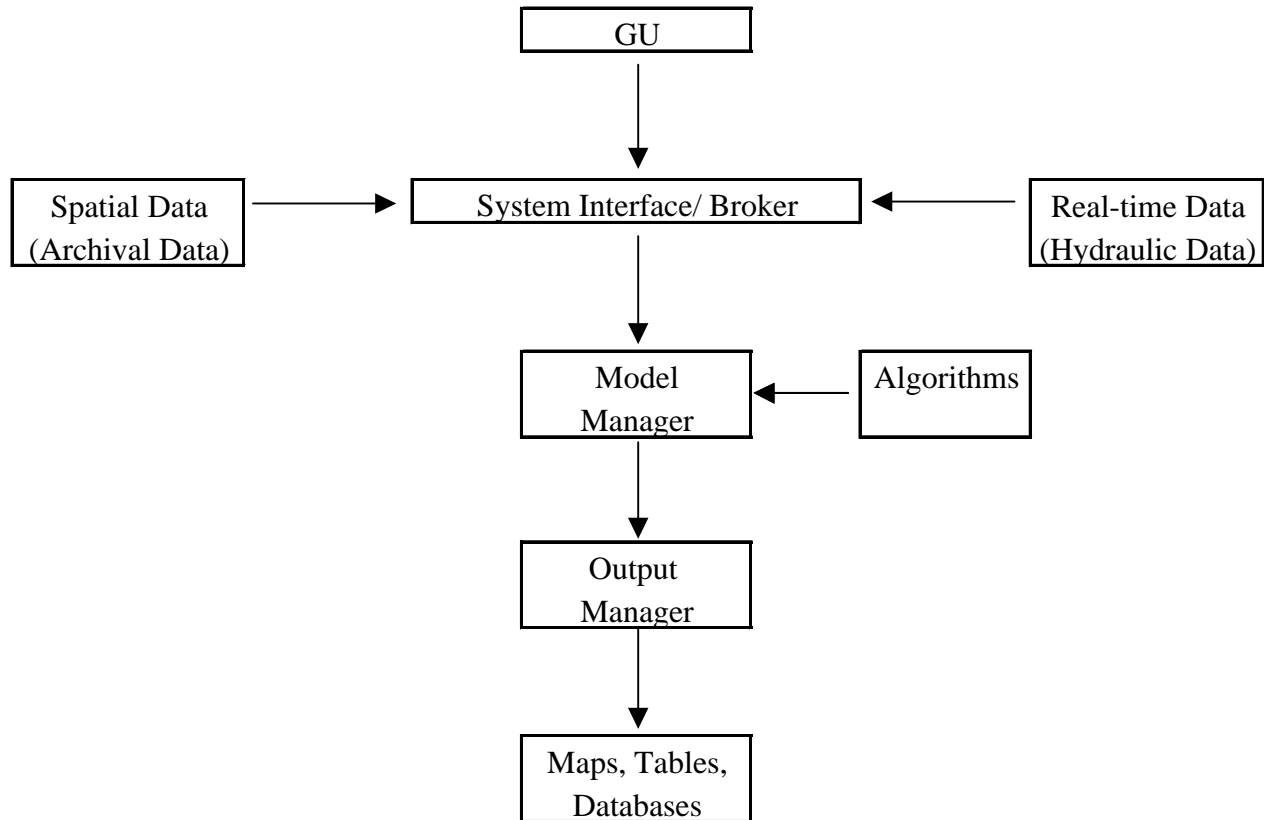 GU
Spatial Data
(Archival Data)
System Interface/ Broker
Real-time Data
(Hydraulic Data)
Model
Manager
Algorithms
Output
Manager
Maps, Tables,
Databases